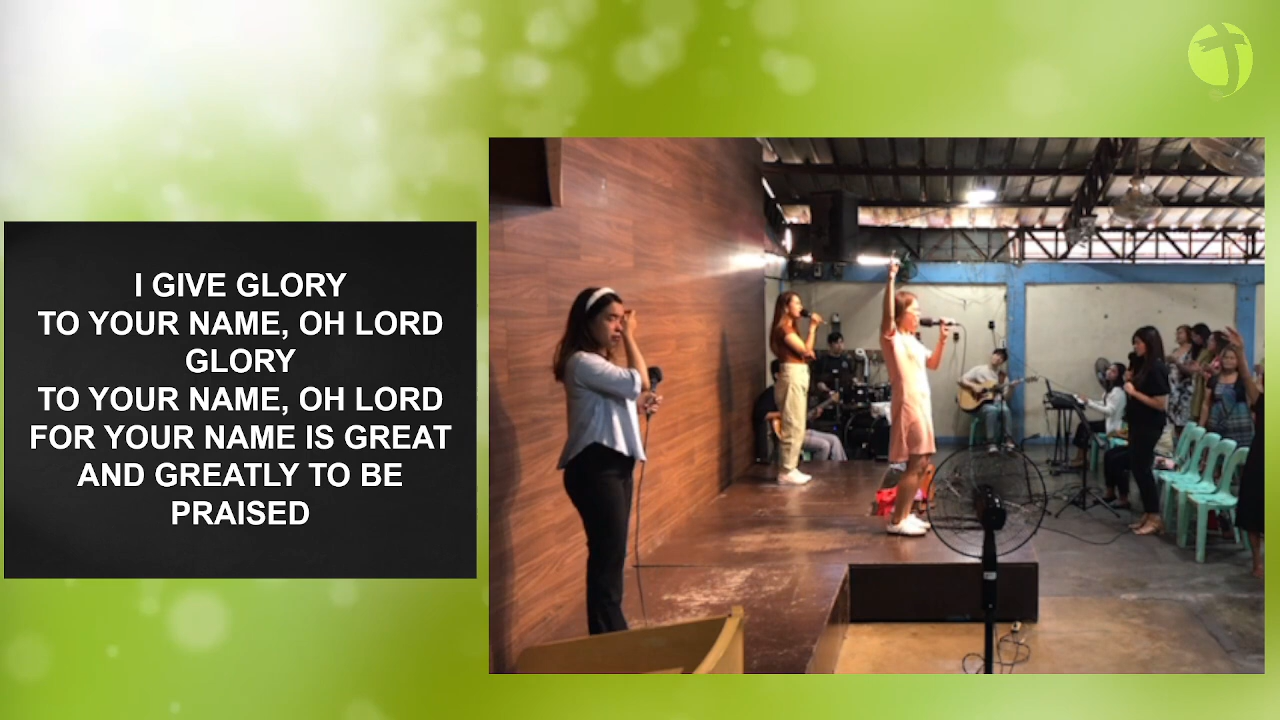 I GIVE GLORY
TO YOUR NAME, OH LORD
GLORY
TO YOUR NAME, OH LORD
FOR YOUR NAME IS GREAT
AND GREATLY TO BE
PRAISED